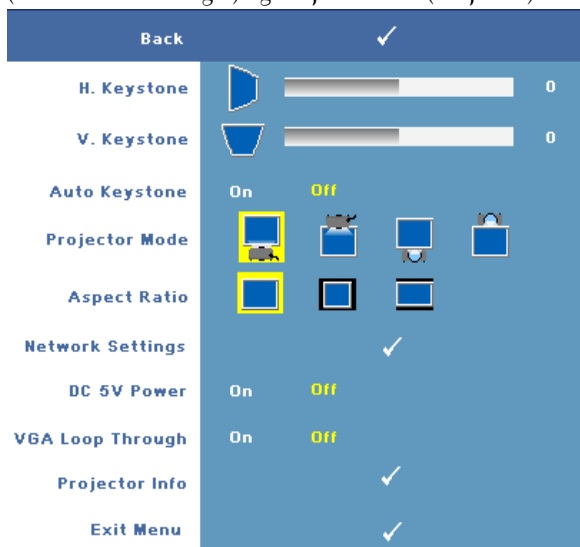 Back
H. Keystone 0
V. Keystone 0
Auto Keystone On Off
Projector Mode
Aspect Ratio
Network Settings
DC 5V Power On Off
VGA Loop Through On Off
Projector Info
Exit Menu